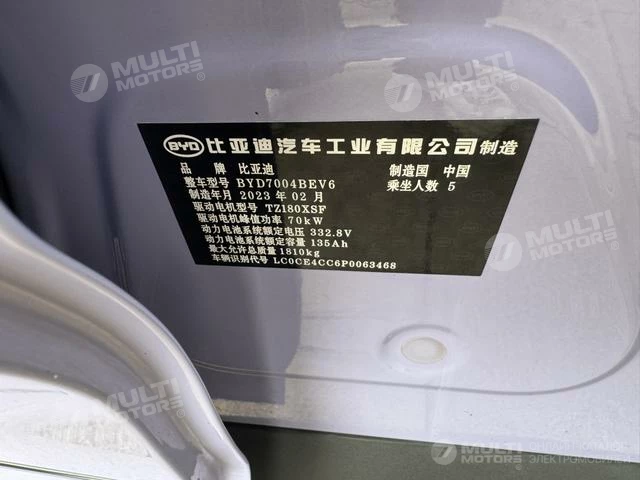 MULTI
MOTORS
MULTI
MOTORS
BYD 比亚迪汽车工业有限公司制造
品 牌 比亚迪 制造国 中国
整车型号 BYD7004BEV6 乘坐人数 5
制造年月 2023 年 02 月
驱动电机型号 TZ180XSF
驱动电机峰值功率 70kW
动力电池系统额定电压 332.8V
动力电池系统额定容量 135Ah
最大允许总质量 1810kg
车辆识别代号 LC0CE4CC6P0063468
MULTI
MOTORS
MULTI
MOTORS
MULTI
MOTORS
ЭЛЕКТРОМОБИЛЕЙ